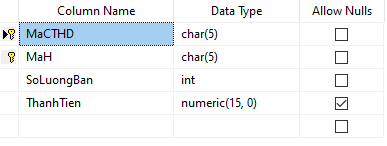 Column Name Data Type Allow Nulls
MaCTHD char(5)
MaH char(5)
SoLuongBan int
ThanhTien numeric(15, 0)